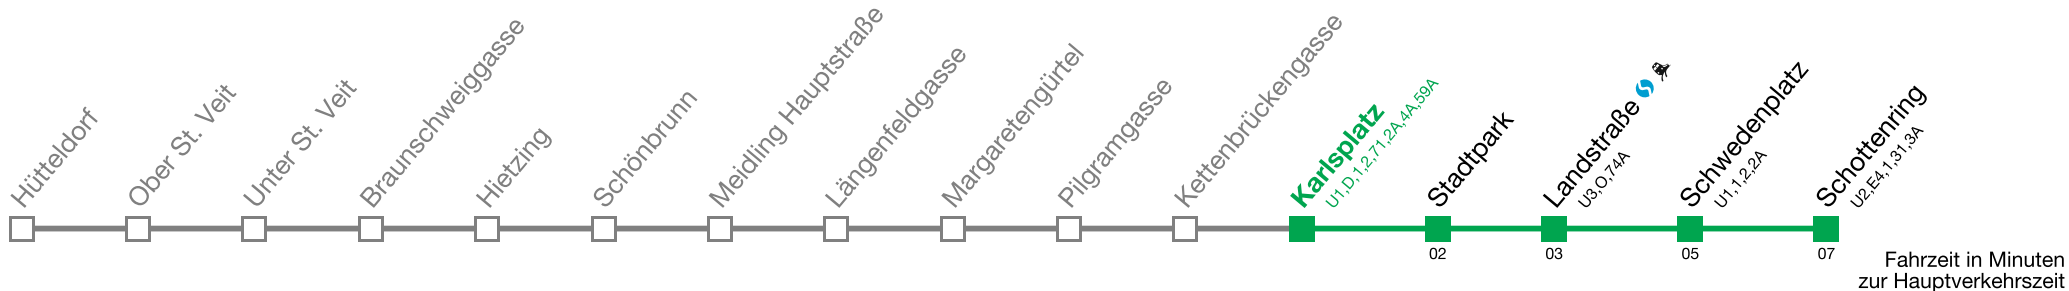 Hütteldorf
Ober St. Veit
Unter St. Veit
Braunschweiggasse
Hietzing
Schönbrunn
Meidling Hauptstraße
Längenfeldgasse
Margaretengürtel
Pilgramgasse
Kettenbrückengasse
Karlsplatz
U1,D,1,2,71,2A,4A,59A
Stadtpark
02
Landstraße
U3,O,74A
03
Schwedenplatz
U1,1,2,2A
05
Schottenring
U2,E4,1,31,3A
07
Fahrzeit in Minuten
zur Hauptverkehrszeit